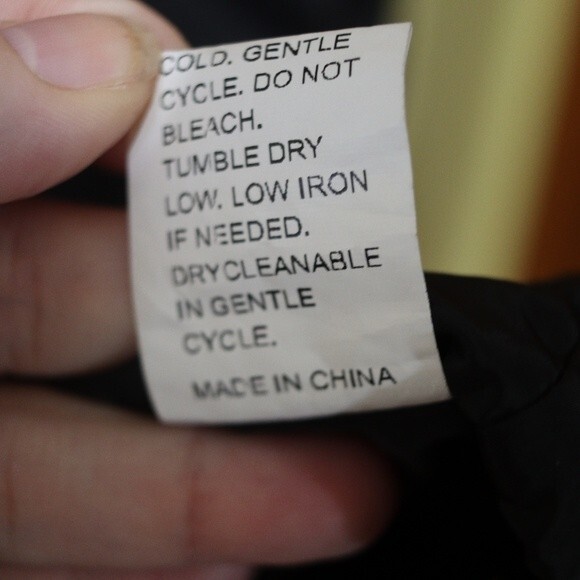 COLD. GENTLE
CYCLE. DO NOT
BLEACH.
TUMBLE DRY
LOW. LOW IRON
IF NEEDED.
DRYCLEANABLE
IN GENTLE
CYCLE.
MADE IN CHINA